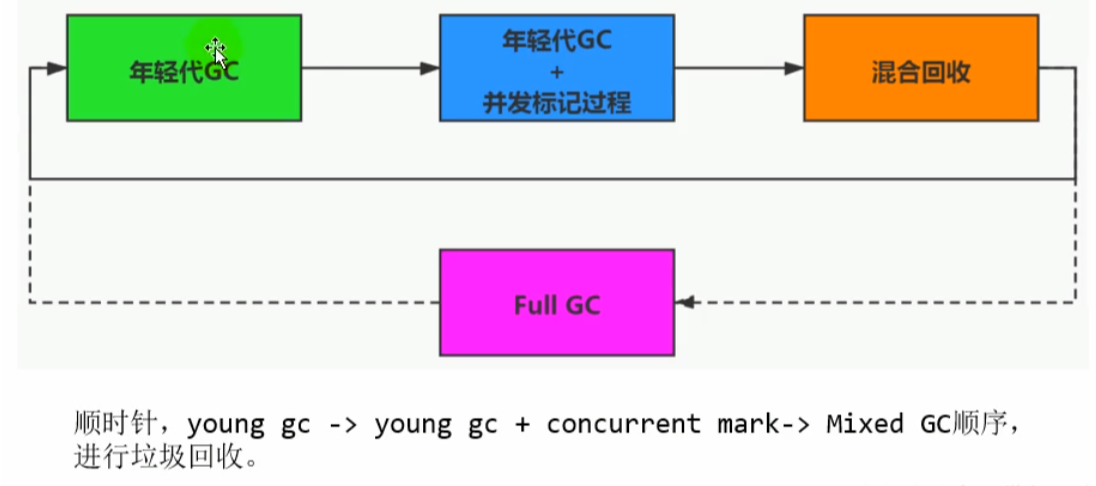 年轻代GC
年轻代GC
+
并发标记过程
混合回收
Full GC
顺时针，young gc -> young gc + concurrent mark-> Mixed GC顺序，
进行垃圾回收。